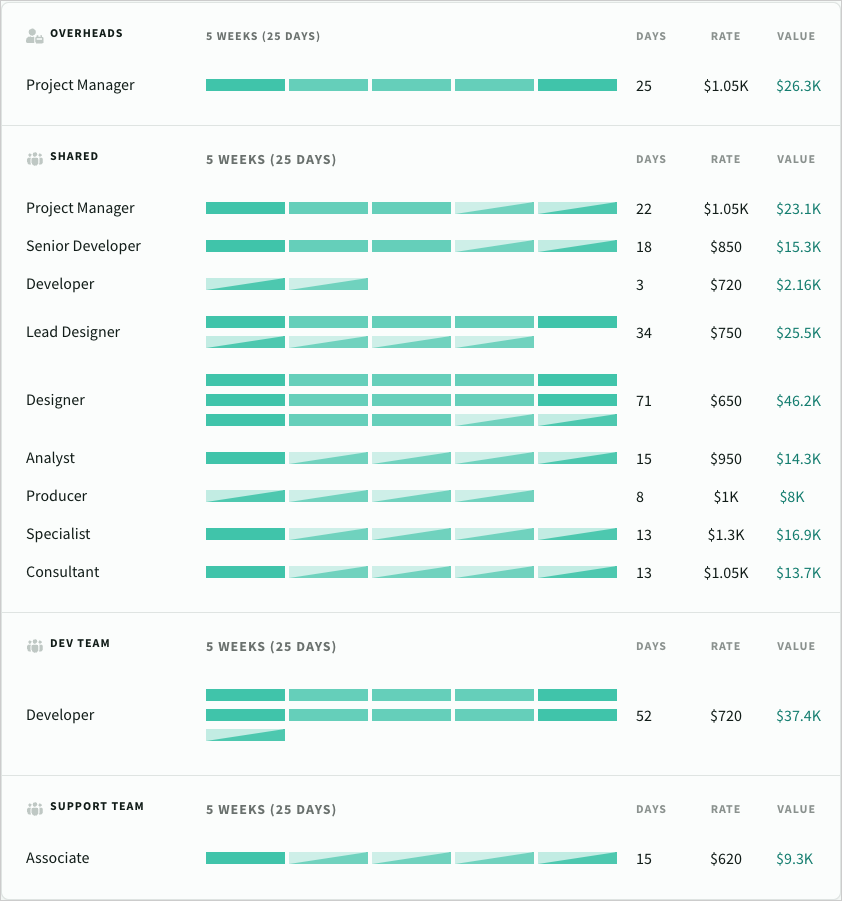 OVERHEADS 5 WEEKS (25 DAYS) DAYS RATE VALUE
Project Manager 25 $1.05K $26.3K
SHARED 5 WEEKS (25 DAYS) DAYS RATE VALUE
Project Manager 22 $1.05K $23.1K
Senior Developer 18 $850 $15.3K
Developer 3 $720 $2.16K
Lead Designer 34 $750 $25.5K
Designer 71 $650 $46.2K
Analyst 15 $950 $14.3K
Producer 8 $1K $8K
Specialist 13 $1.3K $16.9K
Consultant 13 $1.05K $13.7K
DEV TEAM 5 WEEKS (25 DAYS) DAYS RATE VALUE
Developer 52 $720 $37.4K
SUPPORT TEAM 5 WEEKS (25 DAYS) DAYS RATE VALUE
Associate 15 $620 $9.3K